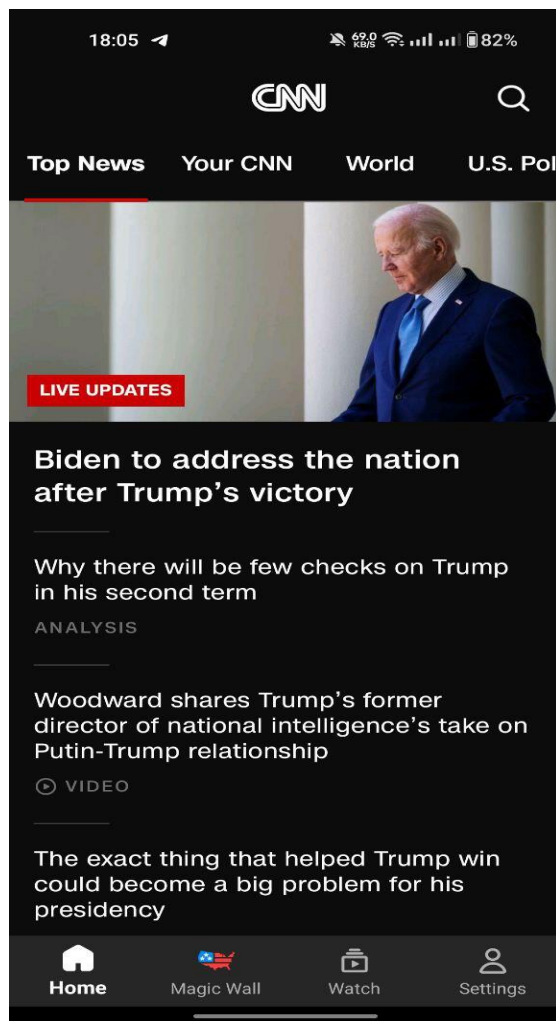 18:05
69.0 KB/S 82%
CNN
Top News Your CNN World U.S. Pol
LIVE UPDATES
Biden to address the nation
after Trump’s victory
Why there will be few checks on Trump
in his second term
ANALYSIS
Woodward shares Trump’s former
director of national intelligence’s take on
Putin-Trump relationship
VIDEO
The exact thing that helped Trump win
could become a big problem for his
presidency
Home Magic Wall Watch Settings